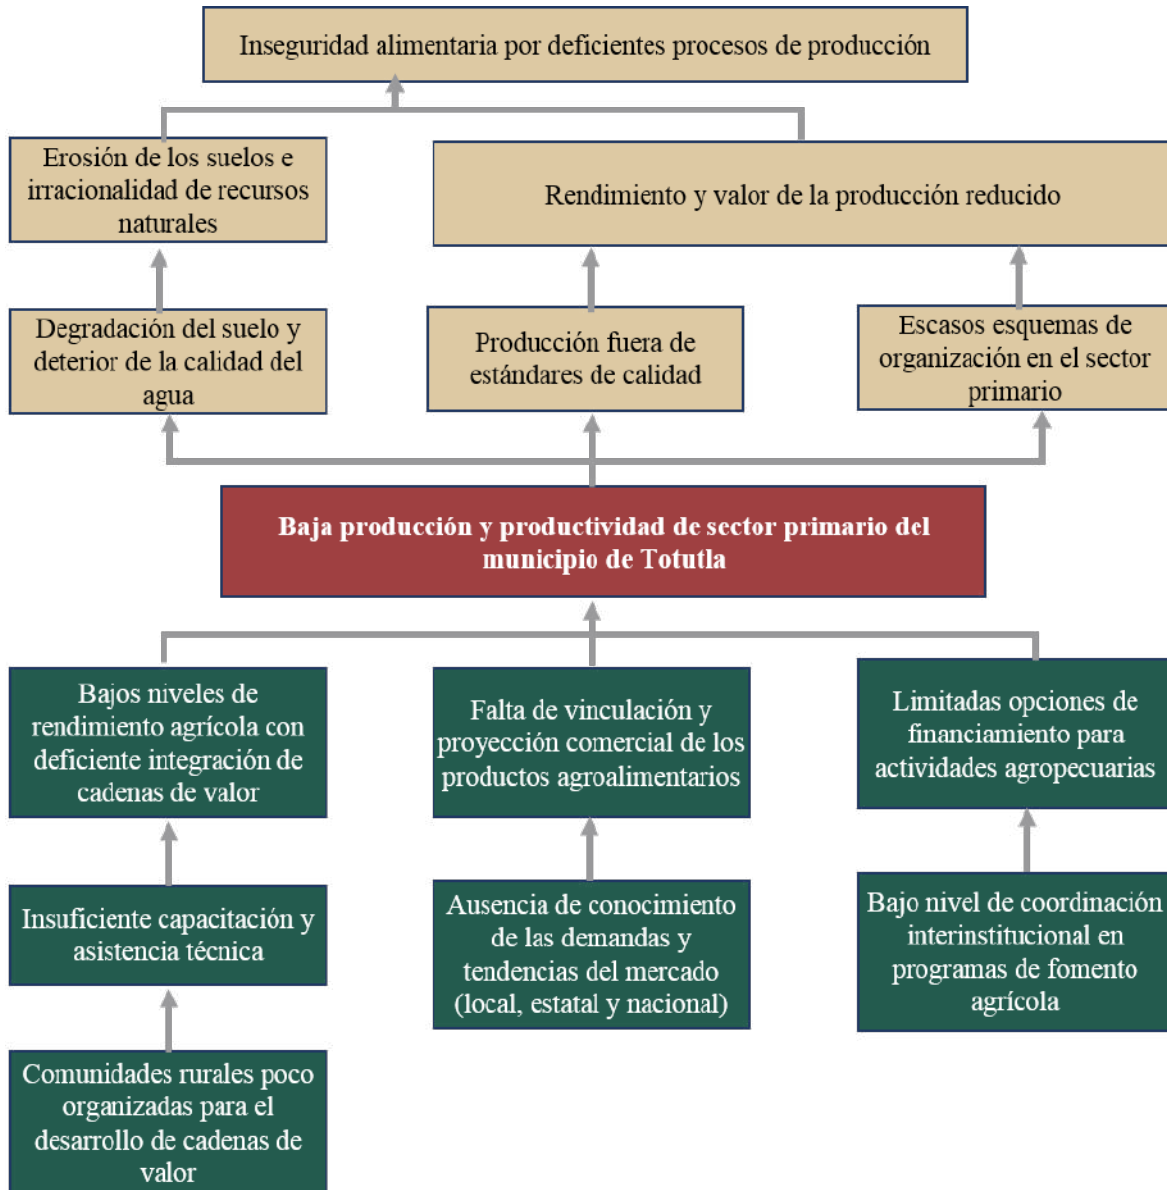 Inseguridad alimentaria por deficientes procesos de producción
Erosión de los suelos e
irracionalidad de recursos
naturales
Rendimiento y valor de la producción reducido
Degradación del suelo y
deterior de la calidad del
agua
Producción fuera de
estándares de calidad
Escasos esquemas de
organización en el sector
primario
Baja producción y productividad de sector primario del
municipio de Totutla
Bajos niveles de
rendimiento agrícola con
deficiente integración de
cadenas de valor
Falta de vinculación y
proyección comercial de los
productos agroalimentarios
Limitadas opciones de
financiamiento para
actividades agropecuarias
Insuficiente capacitación y
asistencia técnica
Ausencia de conocimiento
de las demandas y
tendencias del mercado
(local, estatal y nacional)
Bajo nivel de coordinación
interinstitucional en
programas de fomento
agrícola
Comunidades rurales poco
organizadas para el
desarrollo de cadenas de
valor